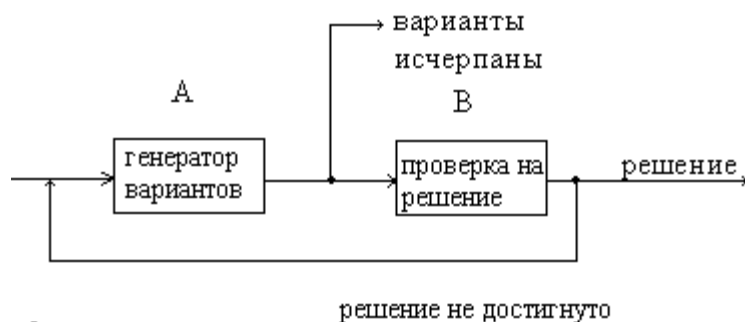 варианты
исчерпаны
A
B
генератор
вариантов
проверка на
решение
решение
решение не достигнуто